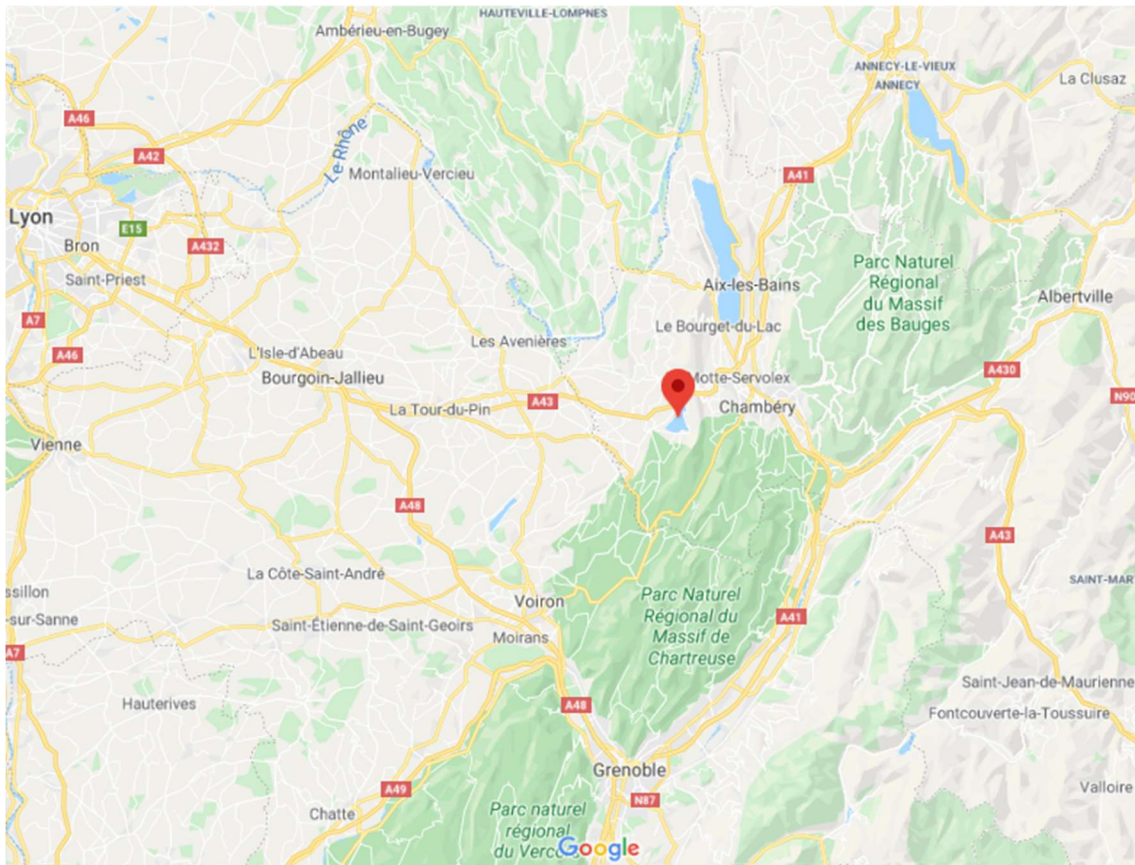 HAUTEVILLE-LOMPNES
Ambérieu-en-Bugey
ANNECY-LE-VIEUX
ANNECY
La Clusaz
A46
A42
Le Rhône
Montalieu-Vercieu
A41
Lyon
E15
Bron
A432
Saint-Priest
Parc Naturel
Régional
du Massif
des Bauges
Aix-les-Bains
Albertville
A7
Le Bourget-du-Lac
Les Avenières
A46
L'Isle-d'Abeau
Bourgoin-Jallieu
Motte-Servolex
A430
N90
La Tour-du-Pin
A43
Chambéry
Vienne
A48
A43
La Côte-Saint-André
SAINT-MAR
ssillon
Voiron
-sur-Sanne
Saint-Étienne-de-Saint-Geoirs
Moirans
Parc Naturel
Régional du
Massif de
Chartreuse
A41
A7
Saint-Jean-de-Maurienne
Hauterives
A48
Fontcouverte-la-Toussuire
Grenoble
A49
N87
Valloire
Chatte
Parc naturel
régional
du Verco
Google